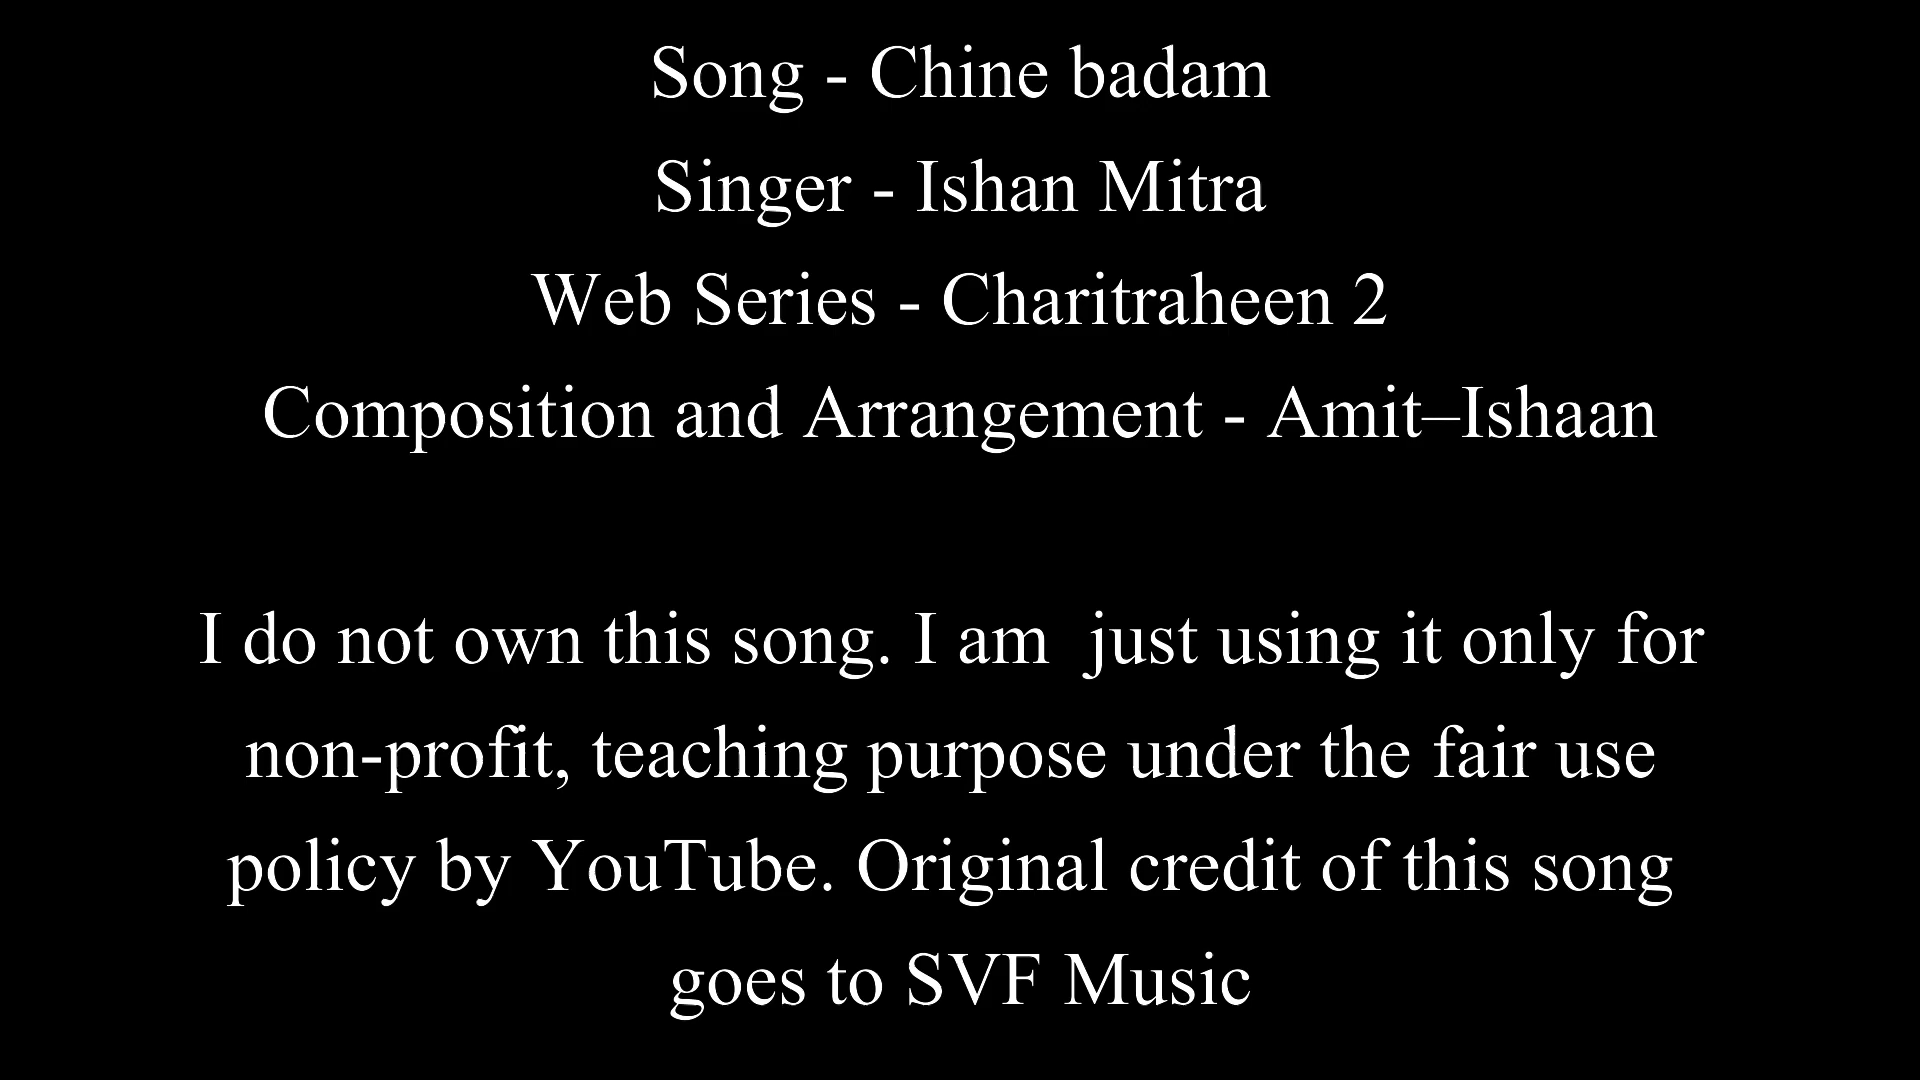 Song - Chine badam
Singer - Ishan Mitra
Web Series - Charitraheen 2
Composition and Arrangement - Amit–Ishaan
I do not own this song. I am  just using it only for
non-profit, teaching purpose under the fair use
policy by YouTube. Original credit of this song
goes to SVF Music